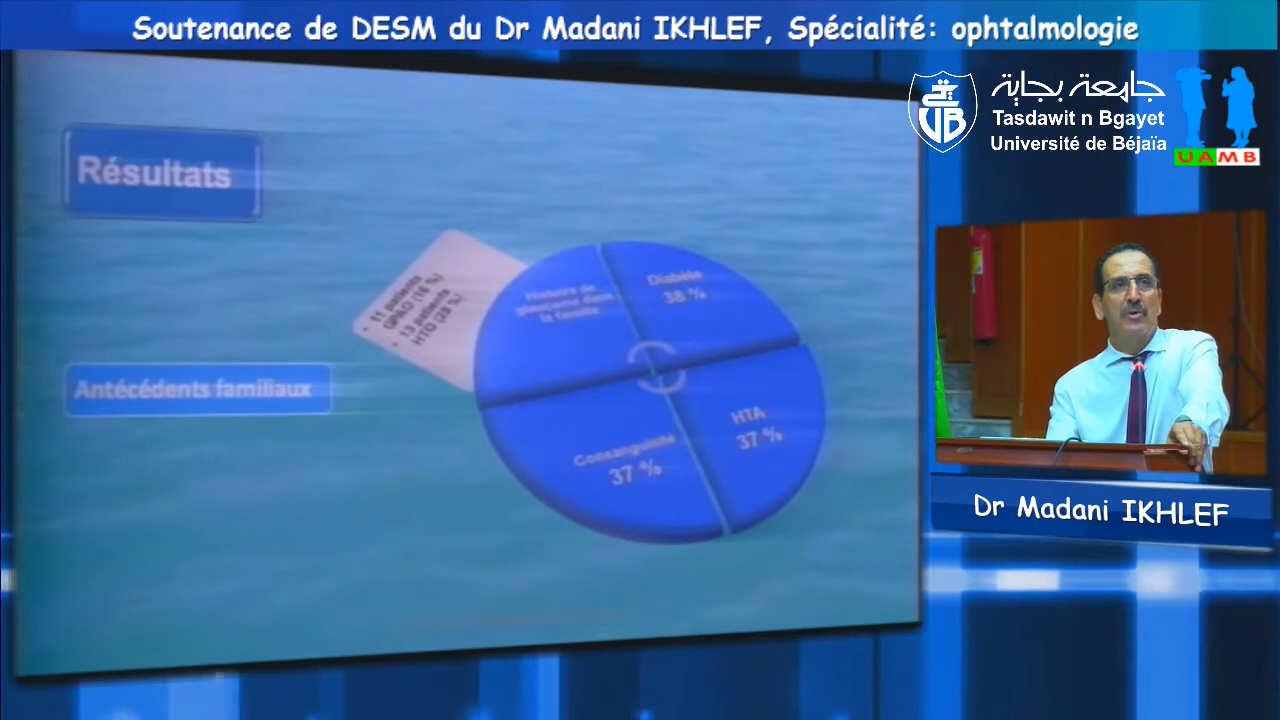 Soutenance de DESM du Dr Madani IKHLEF, Spécialité: ophtalmologie
جامعة بجاية
Tasdawit n Bgayet
Université de Béjaïa
UB
UAMB
Résultats
• 11 patients
GPAO (16 %)
• 13 patients
HTO (20 %)
Histoire de
glaucome dans
la famille
Diabète
38 %
Antécédents familiaux
HTA
37 %
Consanguinité
37 %
Dr Madani IKHLEF